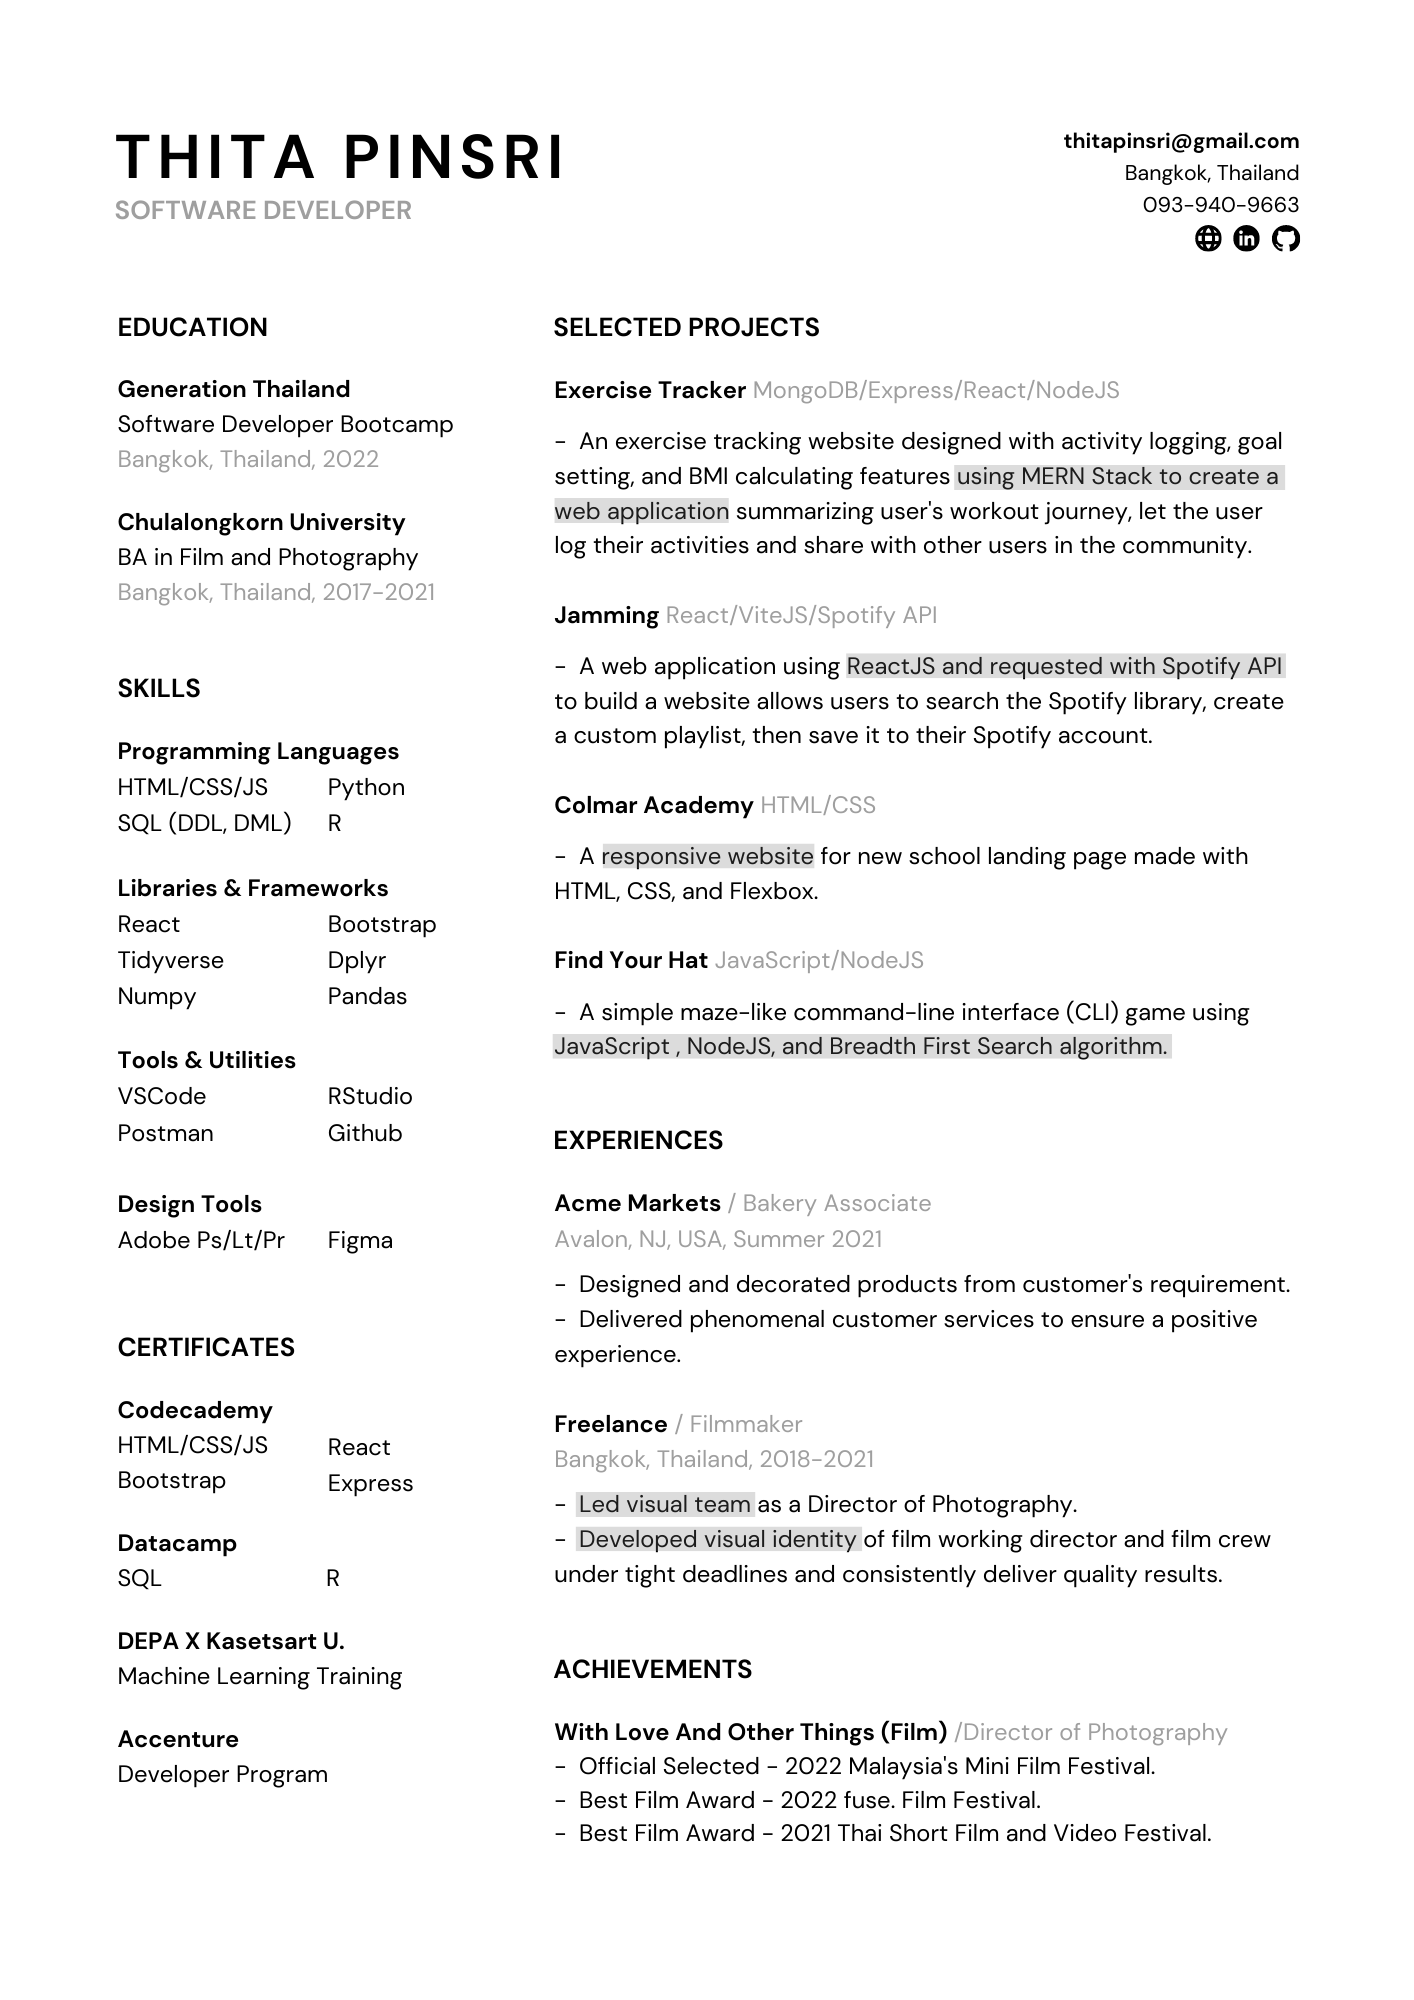 THITA PINSRI
SOFTWARE DEVELOPER
thitapinsri@gmail.com
Bangkok, Thailand
093-940-9663
in
EDUCATION
Generation Thailand
Software Developer Bootcamp
Bangkok, Thailand, 2022
Chulalongkorn University
BA in Film and Photography
Bangkok, Thailand, 2017-2021
SKILLS
Programming Languages
HTML/CSS/JS Python
SQL (DDL, DML) R
Libraries & Frameworks
React Bootstrap
Tidyverse Dplyr
Numpy Pandas
Tools & Utilities
VSCode RStudio
Postman Github
Design Tools
Adobe Ps/Lt/Pr Figma
CERTIFICATES
Codecademy
HTML/CSS/JS React
Bootstrap Express
Datacamp
SQL R
DEPA X Kasetsart U.
Machine Learning Training
Accenture
Developer Program
SELECTED PROJECTS
Exercise Tracker MongoDB/Express/React/NodeJS
- An exercise tracking website designed with activity logging, goal
setting, and BMI calculating features using MERN Stack to create a
web application summarizing user's workout journey, let the user
log their activities and share with other users in the community.
Jamming React/ViteJS/Spotify API
- A web application using ReactJS and requested with Spotify API
to build a website allows users to search the Spotify library, create
a custom playlist, then save it to their Spotify account.
Colmar Academy HTML/CSS
- A responsive website for new school landing page made with
HTML, CSS, and Flexbox.
Find Your Hat JavaScript/NodeJS
- A simple maze-like command-line interface (CLI) game using
JavaScript , NodeJS, and Breadth First Search algorithm.
EXPERIENCES
Acme Markets / Bakery Associate
Avalon, NJ, USA, Summer 2021
- Designed and decorated products from customer's requirement.
- Delivered phenomenal customer services to ensure a positive
experience.
Freelance / Filmmaker
Bangkok, Thailand, 2018-2021
- Led visual team as a Director of Photography.
- Developed visual identity of film working director and film crew
under tight deadlines and consistently deliver quality results.
ACHIEVEMENTS
With Love And Other Things (Film) /Director of Photography
- Official Selected - 2022 Malaysia's Mini Film Festival.
- Best Film Award - 2022 fuse. Film Festival.
- Best Film Award - 2021 Thai Short Film and Video Festival.